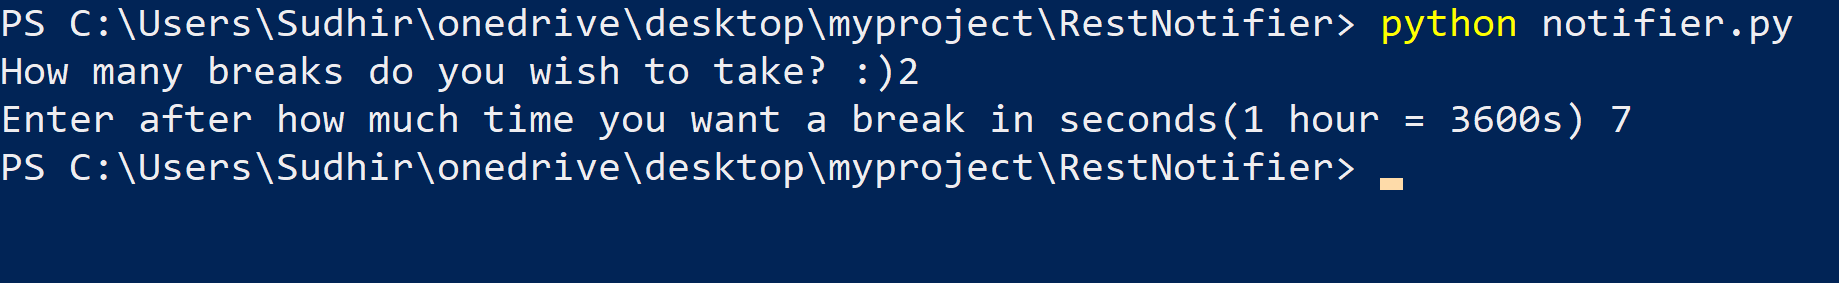 PS C:\Users\Sudhir\onedrive\desktop\myproject\RestNotifier> python notifier.py
How many breaks do you wish to take? :)2
Enter after how much time you want a break in seconds(1 hour = 3600s) 7
PS C:\Users\Sudhir\onedrive\desktop\myproject\RestNotifier>